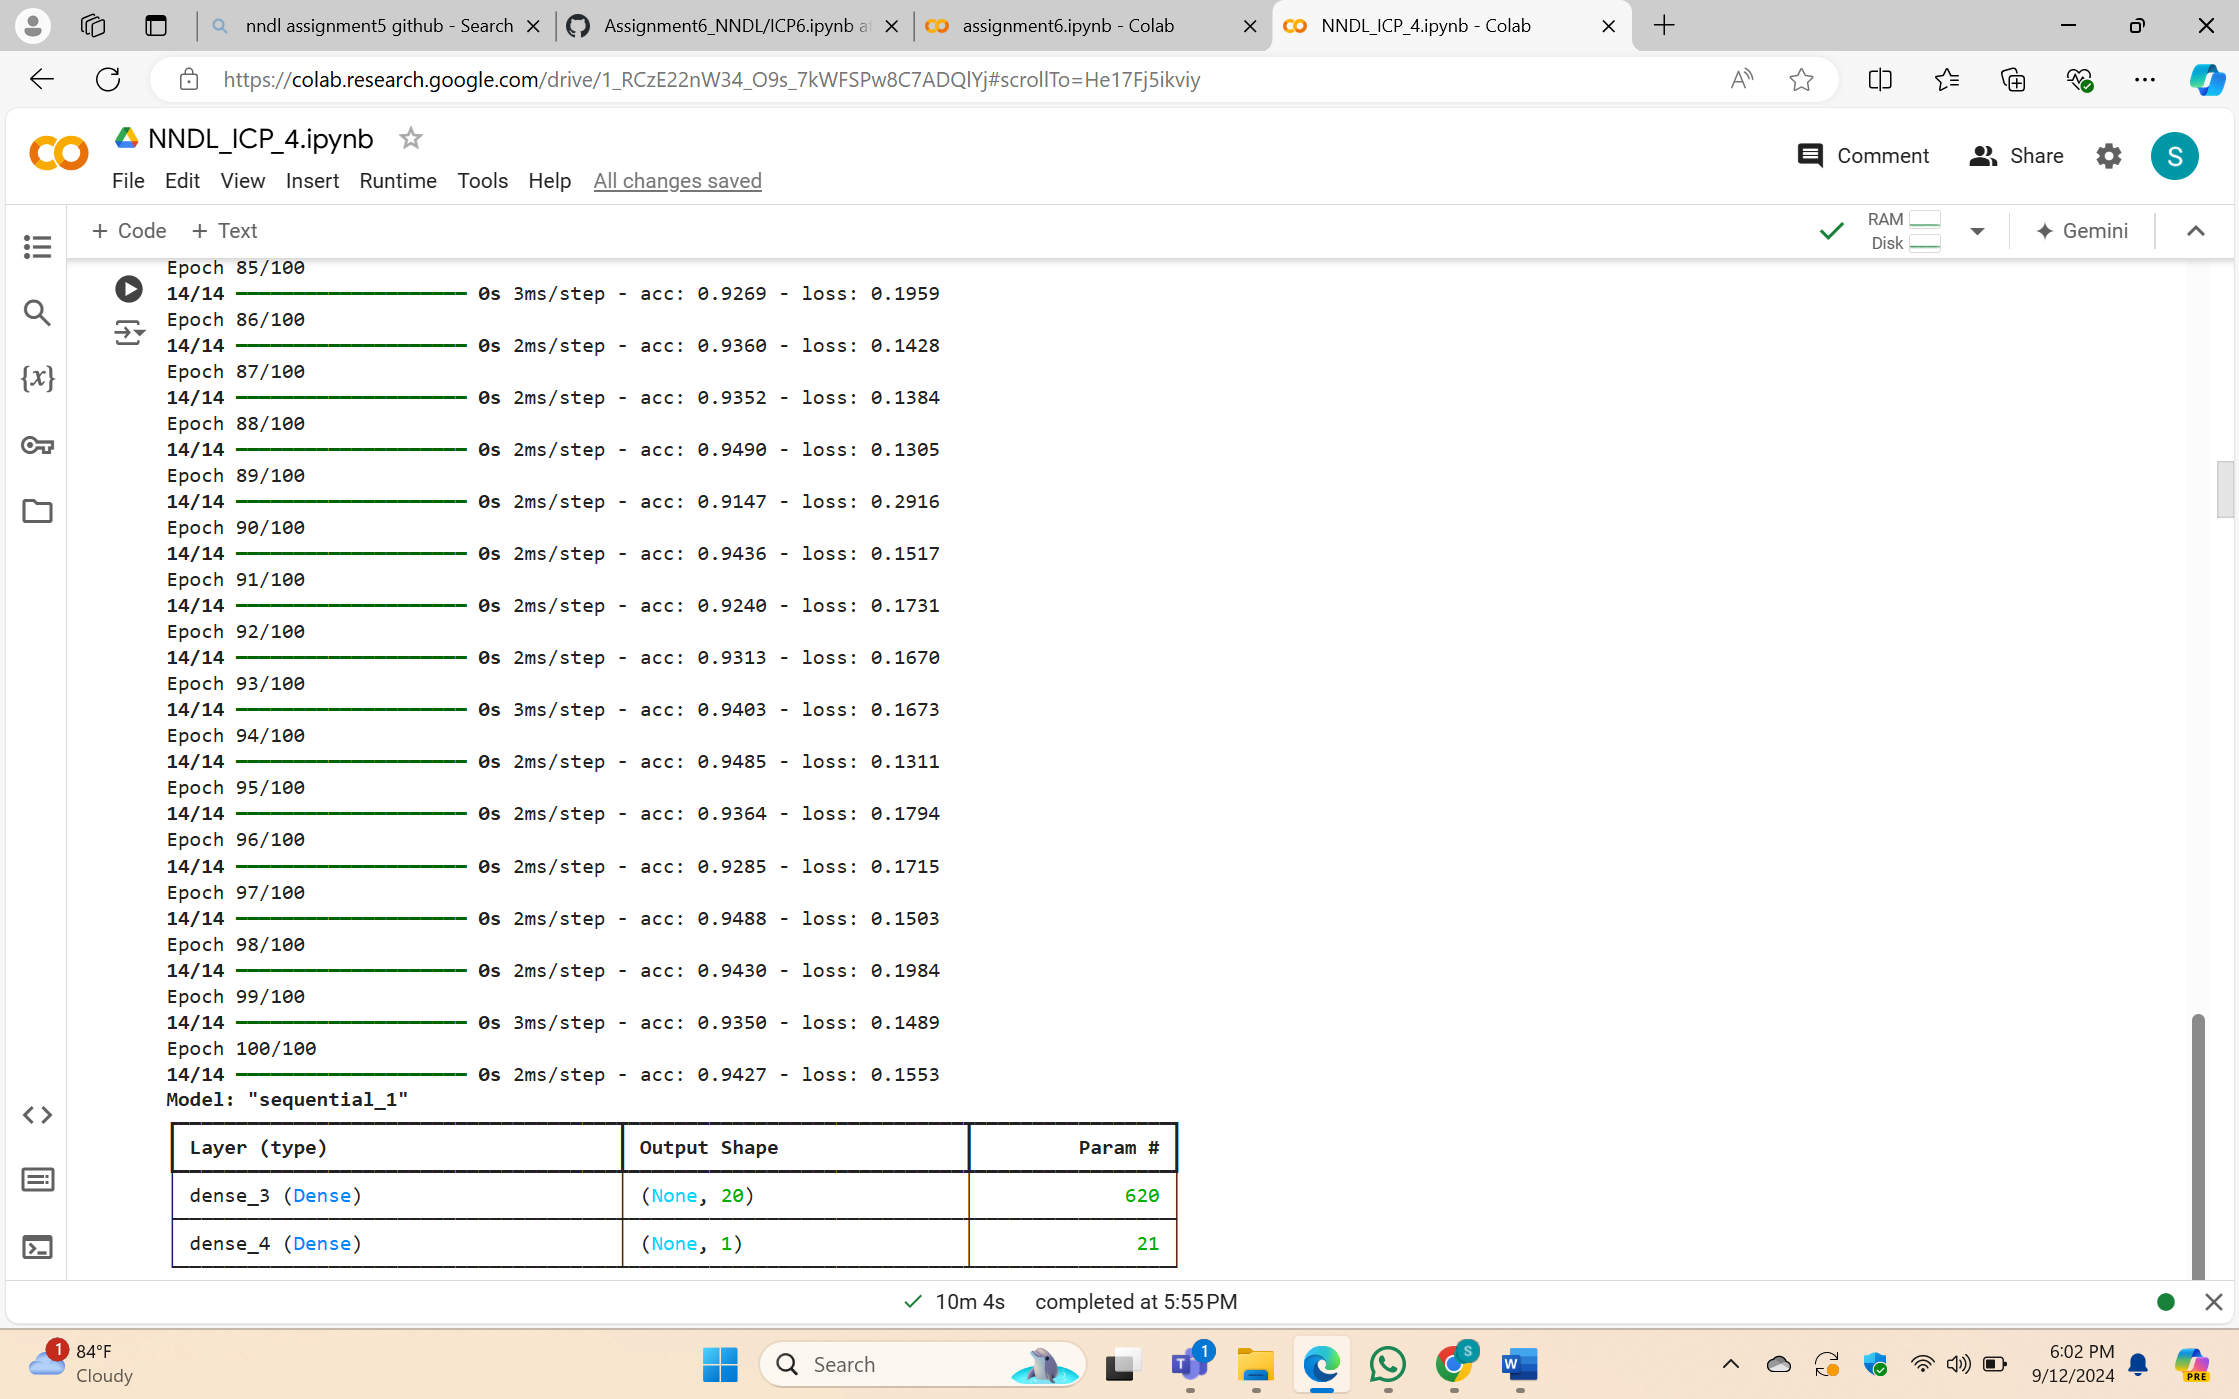 nndl assignment5 github - Search
Assignment6_NNDL/ICP6.ipynb at
assignment6.ipynb - Colab
NNDL_ICP_4.ipynb - Colab
https://colab.research.google.com/drive/1_RCzE22nW34_O9s_7kWFSPw8C7ADQlYj#scrollTo=He17Fj5ikviy
NNDL_ICP_4.ipynb
Comment
Share
S
File Edit View Insert Runtime Tools Help All changes saved
+ Code + Text
RAM
Disk
Gemini
Epoch 85/100
14/14 0s 3ms/step - acc: 0.9269 - loss: 0.1959
Epoch 86/100
14/14 0s 2ms/step - acc: 0.9360 - loss: 0.1428
Epoch 87/100
14/14 0s 2ms/step - acc: 0.9352 - loss: 0.1384
Epoch 88/100
14/14 0s 2ms/step - acc: 0.9490 - loss: 0.1305
Epoch 89/100
14/14 0s 2ms/step - acc: 0.9147 - loss: 0.2916
Epoch 90/100
14/14 0s 2ms/step - acc: 0.9436 - loss: 0.1517
Epoch 91/100
14/14 0s 2ms/step - acc: 0.9240 - loss: 0.1731
Epoch 92/100
14/14 0s 2ms/step - acc: 0.9313 - loss: 0.1670
Epoch 93/100
14/14 0s 3ms/step - acc: 0.9403 - loss: 0.1673
Epoch 94/100
14/14 0s 2ms/step - acc: 0.9485 - loss: 0.1311
Epoch 95/100
14/14 0s 2ms/step - acc: 0.9364 - loss: 0.1794
Epoch 96/100
14/14 0s 2ms/step - acc: 0.9285 - loss: 0.1715
Epoch 97/100
14/14 0s 2ms/step - acc: 0.9488 - loss: 0.1503
Epoch 98/100
14/14 0s 2ms/step - acc: 0.9430 - loss: 0.1984
Epoch 99/100
14/14 0s 3ms/step - acc: 0.9350 - loss: 0.1489
Epoch 100/100
14/14 0s 2ms/step - acc: 0.9427 - loss: 0.1553
Model: "sequential_1"
Layer (type) Output Shape Param #
dense_3 (Dense) (None, 20) 620
dense_4 (Dense) (None, 1) 21
10m 4s completed at 5:55 PM
1
84°F
Cloudy
Search
1
S
6:02 PM
9/12/2024
PRE